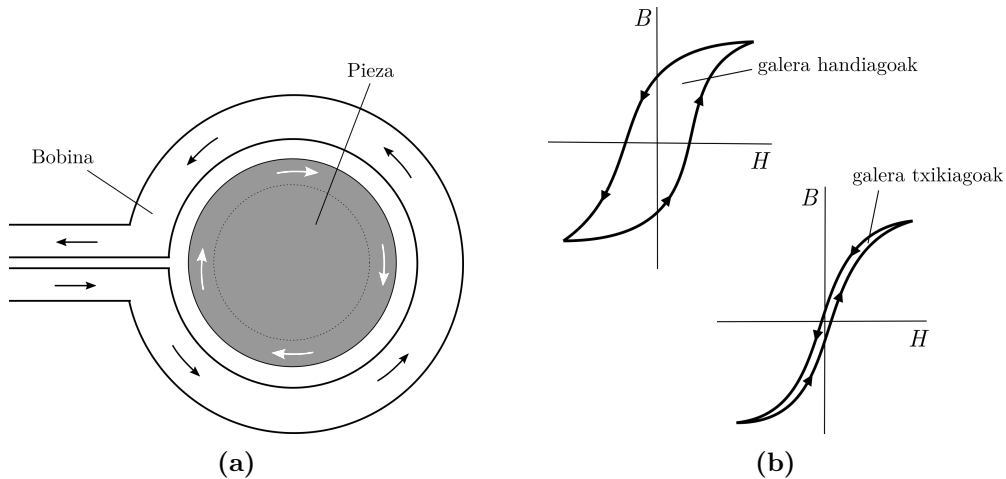 Pieza
Bobina
(a)
B
galera handiagoak
H
galera txikiagoak
B
H
(b)